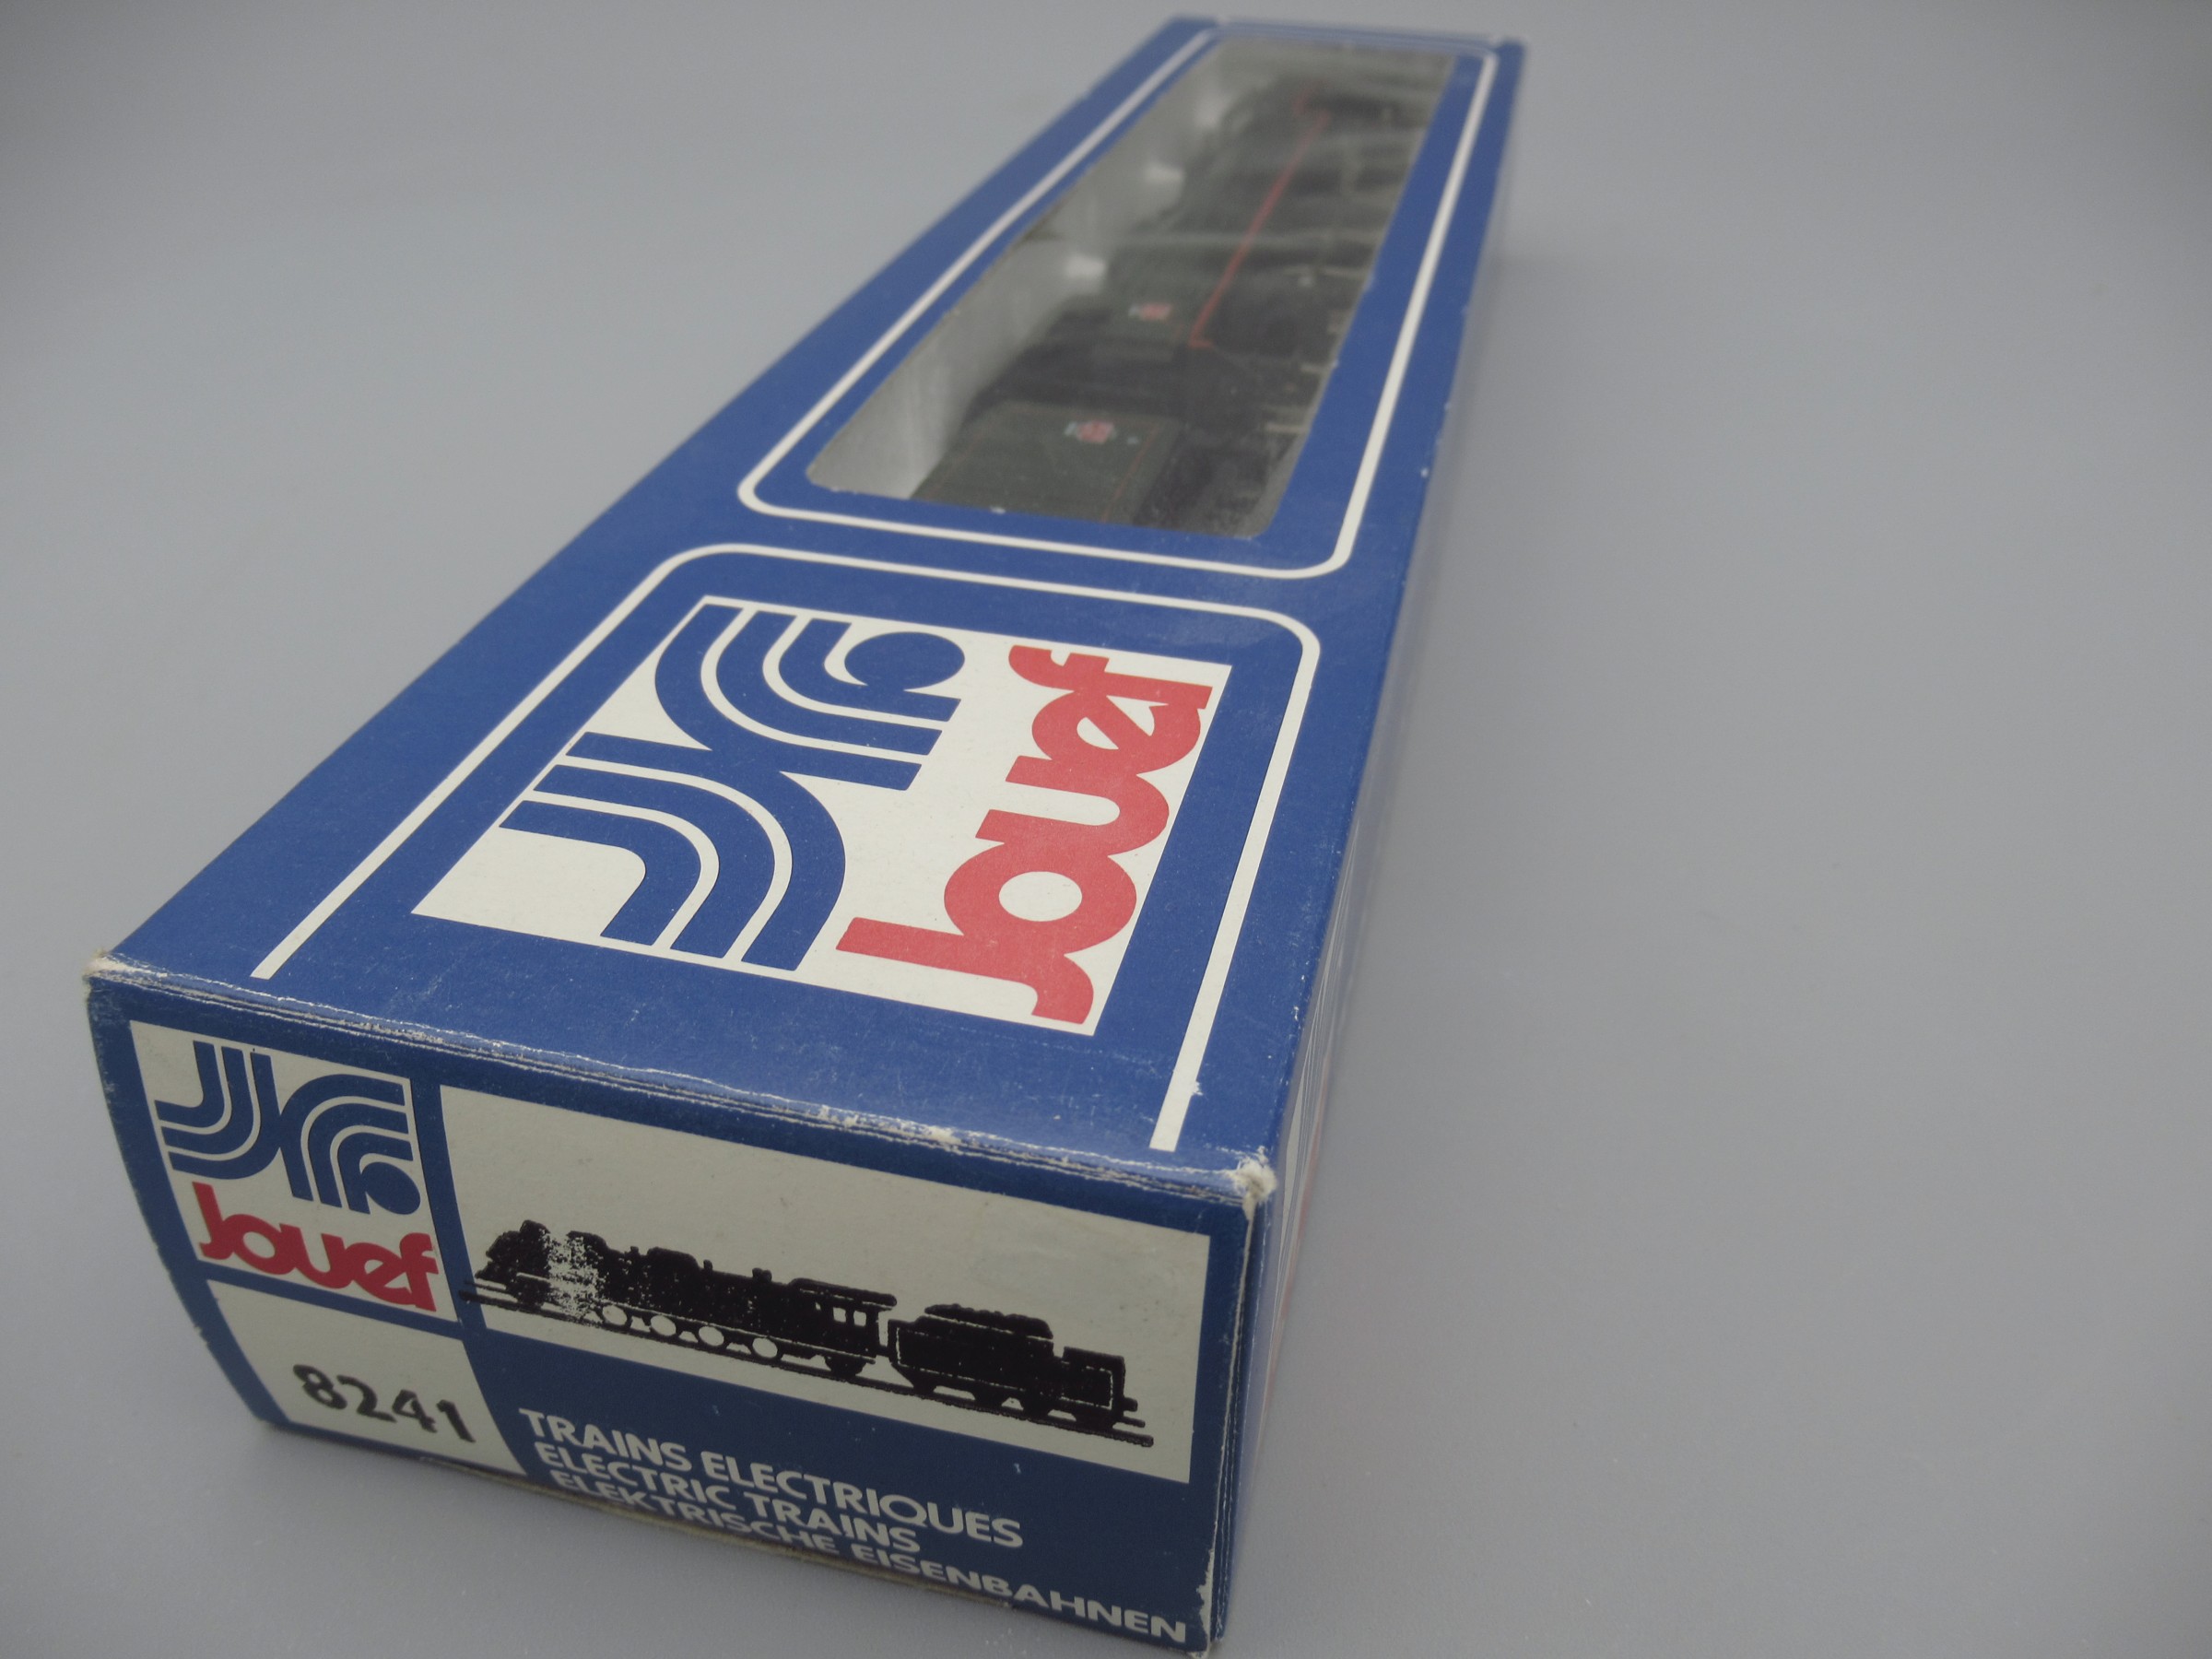 Jouef
Jouef
8241
TRAINS ELECTRIQUES
ELECTRIC TRAINS
ELEKTRISCHE EISENBAHNEN